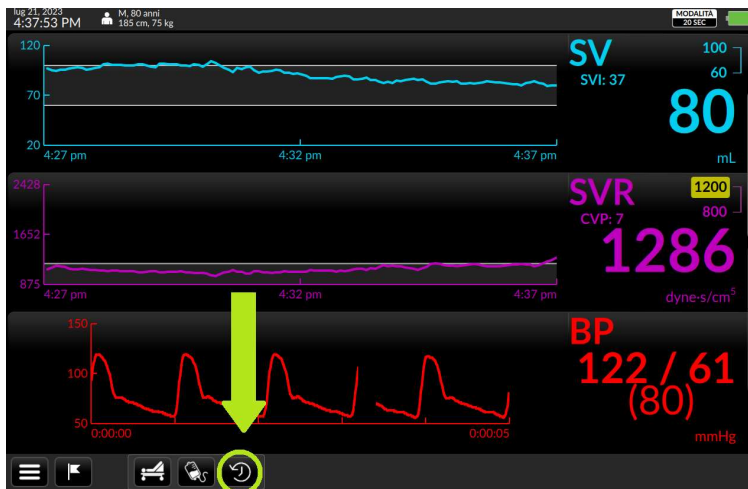 lug 21, 2023
4:37:53 PM
M, 80 anni
185 cm, 75 kg
MODALITÀ
20 SEC
120
70
20
4:27 pm
4:32 pm
4:37 pm
SV
SVI: 37
100
60
80
mL
2428
1652
875
4:27 pm
4:32 pm
4:37 pm
SVR
CVP: 7
1200
800
1286
dyne·s/cm⁵
150
100
50
0:00:00
0:00:05
BP
122 / 61
(80)
mmHg